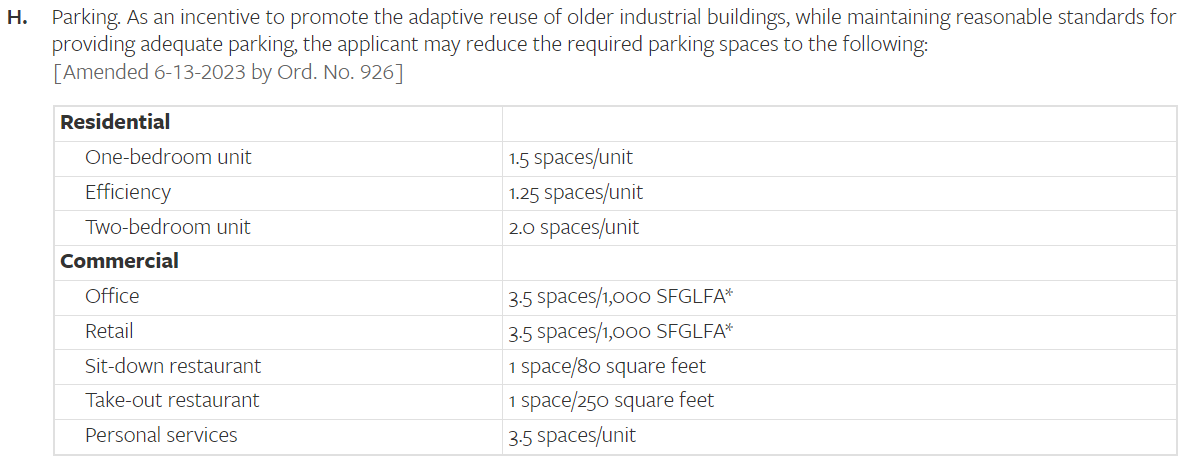 H. Parking. As an incentive to promote the adaptive reuse of older industrial buildings, while maintaining reasonable standards for
providing adequate parking, the applicant may reduce the required parking spaces to the following:
[Amended 6-13-2023 by Ord. No. 926]
Residential
One-bedroom unit 1.5 spaces/unit
Efficiency 1.25 spaces/unit
Two-bedroom unit 2.0 spaces/unit
Commercial
Office 3.5 spaces/1,000 SFGLFA*
Retail 3.5 spaces/1,000 SFGLFA*
Sit-down restaurant 1 space/80 square feet
Take-out restaurant 1 space/250 square feet
Personal services 3.5 spaces/unit